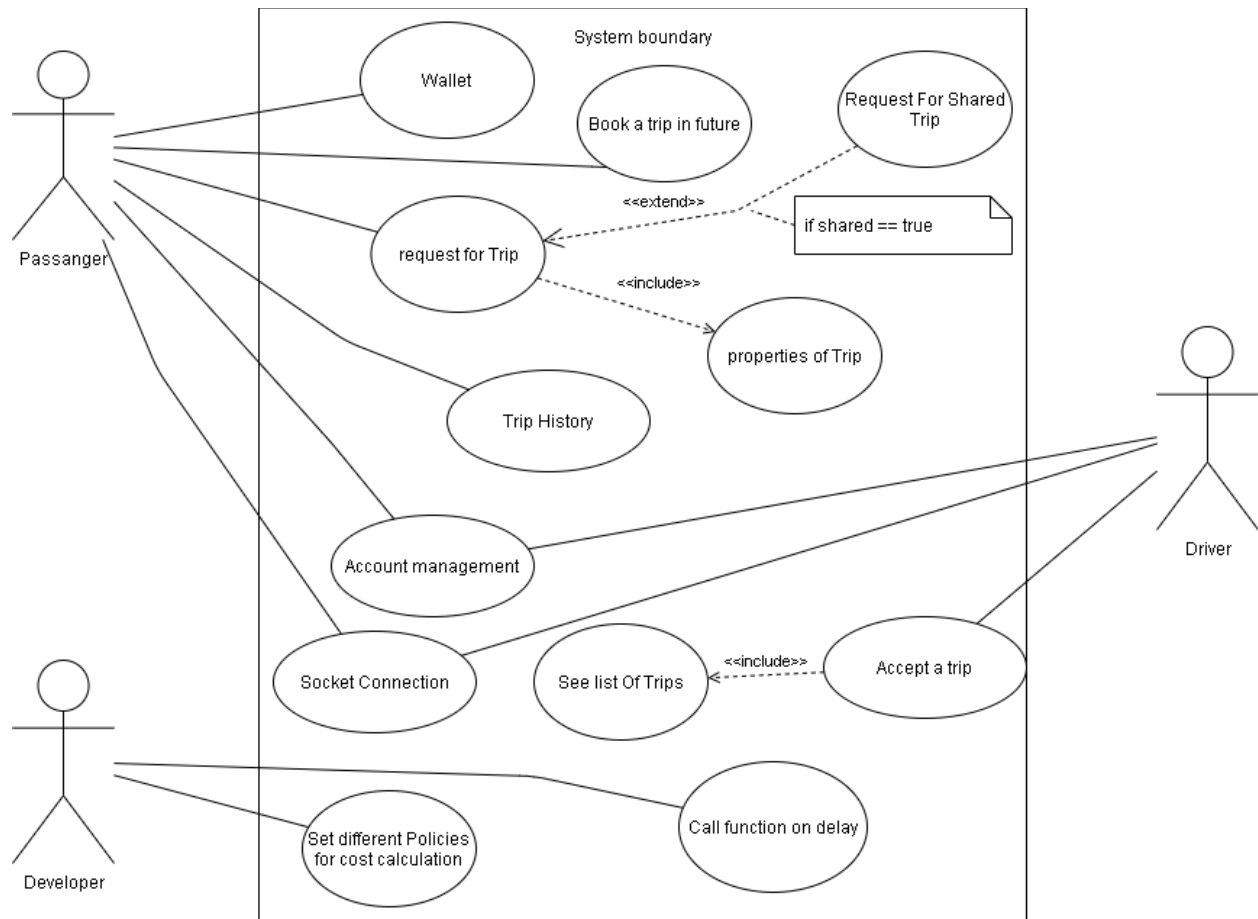 System boundary
Wallet
Book a trip in future
Request For Shared
Trip
<<extend>>
if shared == true
Passanger
request for Trip
<<include>>
properties of Trip
Trip History
Driver
Account management
Socket Connection
See list Of Trips
<<include>>
Accept a trip
Set different Policies
for cost calculation
Call function on delay
Developer